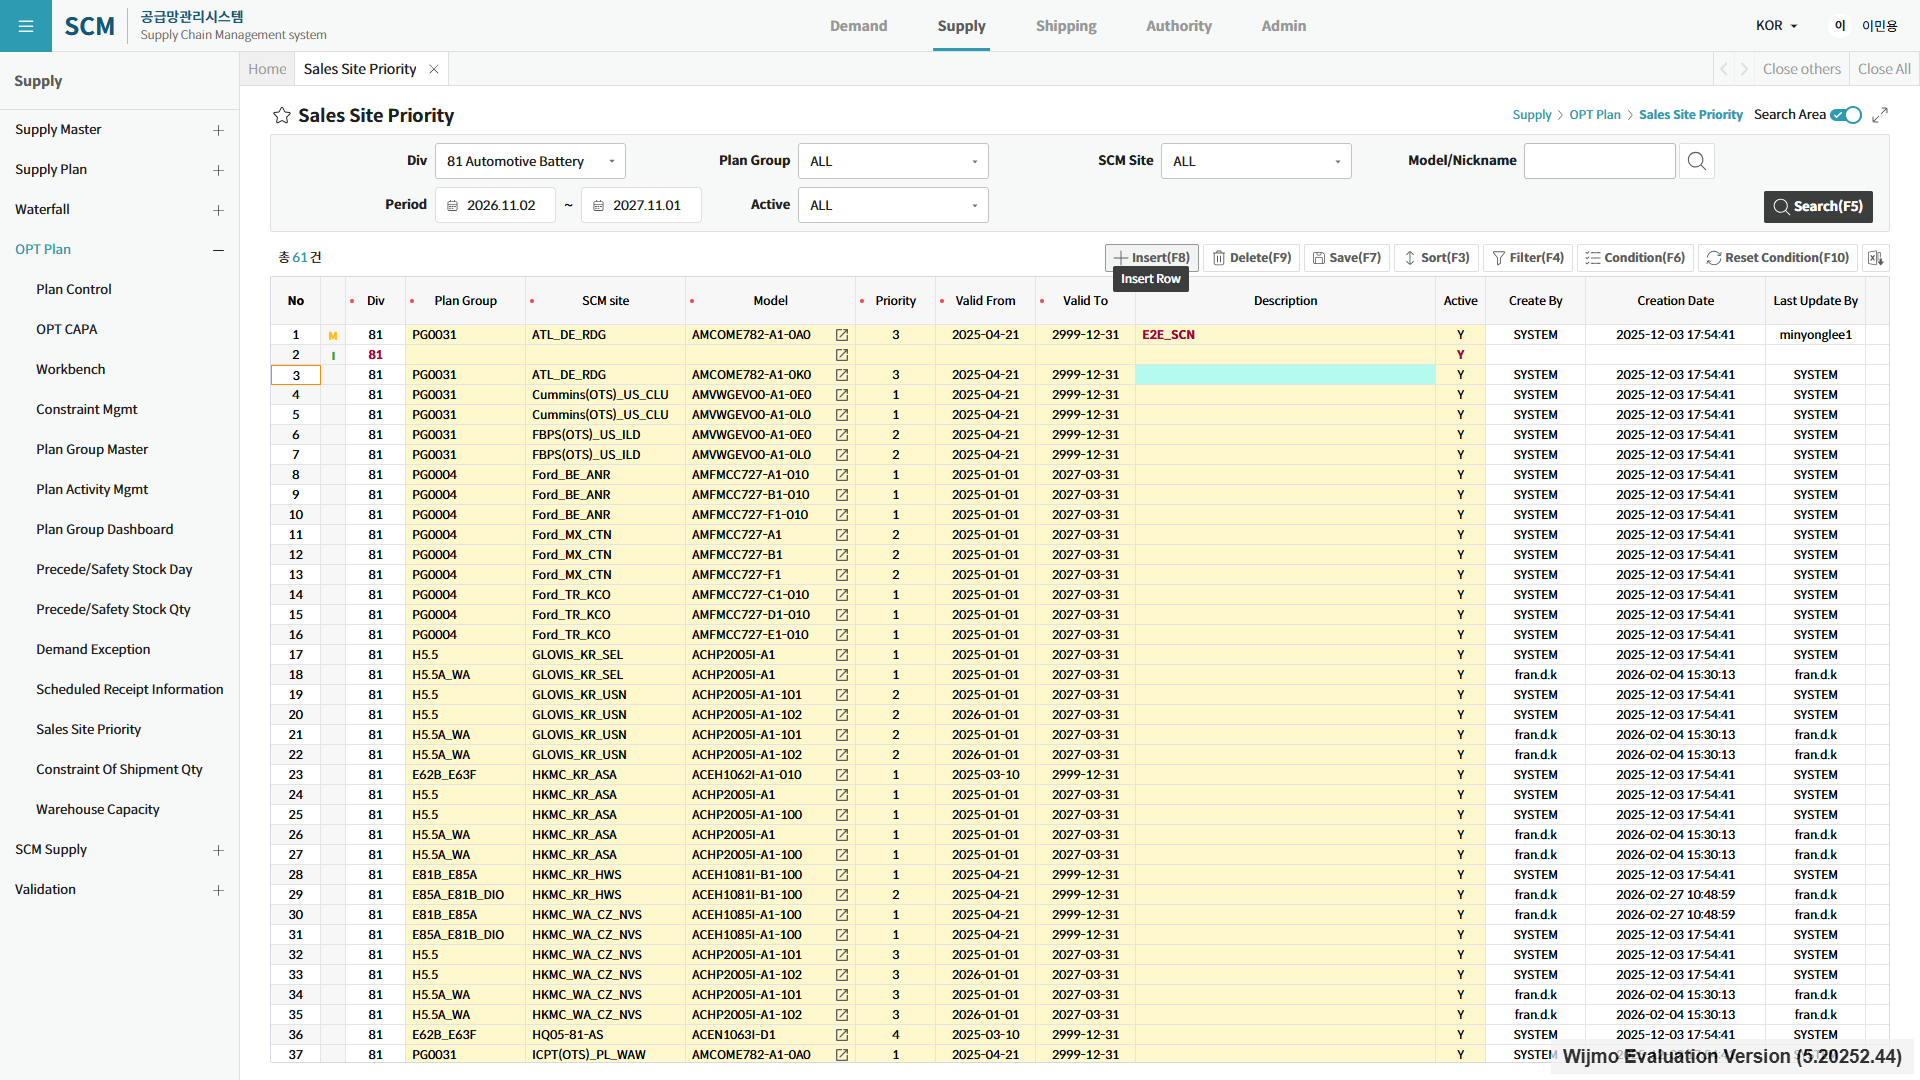 SCM 공급망관리시스템 Supply Chain Management system
Demand Supply Shipping Authority Admin
KOR 이 이민용
Supply
Supply Master
Supply Plan
Waterfall
OPT Plan
Plan Control
OPT CAPA
Workbench
Constraint Mgmt
Plan Group Master
Plan Activity Mgmt
Plan Group Dashboard
Precede/Safety Stock Day
Precede/Safety Stock Qty
Demand Exception
Scheduled Receipt Information
Sales Site Priority
Constraint Of Shipment Qty
Warehouse Capacity
SCM Supply
Validation
Home Sales Site Priority Close others Close All
Sales Site Priority
Supply > OPT Plan > Sales Site Priority Search Area
Div 81 Automotive Battery Plan Group ALL SCM Site ALL Model/Nickname
Period 2026.11.02 ~ 2027.11.01 Active ALL Search(F5)
총 61 건
Insert(F8) Delete(F9) Save(F7) Sort(F3) Filter(F4) Condition(F6) Reset Condition(F10)
Insert Row
No Div Plan Group SCM site Model Priority Valid From Valid To Description Active Create By Creation Date Last Update By
1 M 81 PG0031 ATL_DE_RDG AMCOME782-A1-0A0 3 2025-04-21 2999-12-31 E2E_SCN Y SYSTEM 2025-12-03 17:54:41 minyonglee1
2 I 81 Y
3 81 PG0031 ATL_DE_RDG AMCOME782-A1-0K0 3 2025-04-21 2999-12-31 Y SYSTEM 2025-12-03 17:54:41 SYSTEM
4 81 PG0031 Cummins(OTS)_US_CLU AMVWGEVO0-A1-0E0 1 2025-04-21 2999-12-31 Y SYSTEM 2025-12-03 17:54:41 SYSTEM
5 81 PG0031 Cummins(OTS)_US_CLU AMVWGEVO0-A1-0L0 1 2025-04-21 2999-12-31 Y SYSTEM 2025-12-03 17:54:41 SYSTEM
6 81 PG0031 FBPS(OTS)_US_ILD AMVWGEVO0-A1-0E0 2 2025-04-21 2999-12-31 Y SYSTEM 2025-12-03 17:54:41 SYSTEM
7 81 PG0031 FBPS(OTS)_US_ILD AMVWGEVO0-A1-0L0 2 2025-04-21 2999-12-31 Y SYSTEM 2025-12-03 17:54:41 SYSTEM
8 81 PG0004 Ford_BE_ANR AMFMCC727-A1-010 1 2025-01-01 2027-03-31 Y SYSTEM 2025-12-03 17:54:41 SYSTEM
9 81 PG0004 Ford_BE_ANR AMFMCC727-B1-010 1 2025-01-01 2027-03-31 Y SYSTEM 2025-12-03 17:54:41 SYSTEM
10 81 PG0004 Ford_BE_ANR AMFMCC727-F1-010 1 2025-01-01 2027-03-31 Y SYSTEM 2025-12-03 17:54:41 SYSTEM
11 81 PG0004 Ford_MX_CTN AMFMCC727-A1 2 2025-01-01 2027-03-31 Y SYSTEM 2025-12-03 17:54:41 SYSTEM
12 81 PG0004 Ford_MX_CTN AMFMCC727-B1 2 2025-01-01 2027-03-31 Y SYSTEM 2025-12-03 17:54:41 SYSTEM
13 81 PG0004 Ford_MX_CTN AMFMCC727-F1 2 2025-01-01 2027-03-31 Y SYSTEM 2025-12-03 17:54:41 SYSTEM
14 81 PG0004 Ford_TR_KCO AMFMCC727-C1-010 1 2025-01-01 2027-03-31 Y SYSTEM 2025-12-03 17:54:41 SYSTEM
15 81 PG0004 Ford_TR_KCO AMFMCC727-D1-010 1 2025-01-01 2027-03-31 Y SYSTEM 2025-12-03 17:54:41 SYSTEM
16 81 PG0004 Ford_TR_KCO AMFMCC727-E1-010 1 2025-01-01 2027-03-31 Y SYSTEM 2025-12-03 17:54:41 SYSTEM
17 81 H5.5 GLOVIS_KR_SEL ACHP2005I-A1 1 2025-01-01 2027-03-31 Y SYSTEM 2025-12-03 17:54:41 SYSTEM
18 81 H5.5A_WA GLOVIS_KR_SEL ACHP2005I-A1 1 2025-01-01 2027-03-31 Y fran.d.k 2026-02-04 15:30:13 fran.d.k
19 81 H5.5 GLOVIS_KR_USN ACHP2005I-A1-101 2 2025-01-01 2027-03-31 Y SYSTEM 2025-12-03 17:54:41 SYSTEM
20 81 H5.5 GLOVIS_KR_USN ACHP2005I-A1-102 2 2026-01-01 2027-03-31 Y SYSTEM 2025-12-03 17:54:41 SYSTEM
21 81 H5.5A_WA GLOVIS_KR_USN ACHP2005I-A1-101 2 2025-01-01 2027-03-31 Y fran.d.k 2026-02-04 15:30:13 fran.d.k
22 81 H5.5A_WA GLOVIS_KR_USN ACHP2005I-A1-102 2 2026-01-01 2027-03-31 Y fran.d.k 2026-02-04 15:30:13 fran.d.k
23 81 E62B_E63F HKMC_KR_ASA ACEH1062I-A1-010 1 2025-03-10 2999-12-31 Y SYSTEM 2025-12-03 17:54:41 SYSTEM
24 81 H5.5 HKMC_KR_ASA ACHP2005I-A1 1 2025-01-01 2027-03-31 Y SYSTEM 2025-12-03 17:54:41 SYSTEM
25 81 H5.5 HKMC_KR_ASA ACHP2005I-A1-100 1 2025-01-01 2027-03-31 Y SYSTEM 2025-12-03 17:54:41 SYSTEM
26 81 H5.5A_WA HKMC_KR_ASA ACHP2005I-A1 1 2025-01-01 2027-03-31 Y fran.d.k 2026-02-04 15:30:13 fran.d.k
27 81 H5.5A_WA HKMC_KR_ASA ACHP2005I-A1-100 1 2025-01-01 2027-03-31 Y fran.d.k 2026-02-04 15:30:13 fran.d.k
28 81 E81B_E85A HKMC_KR_HWS ACEH1081I-B1-100 1 2025-04-21 2999-12-31 Y SYSTEM 2025-12-03 17:54:41 SYSTEM
29 81 E85A_E81B_DIO HKMC_KR_HWS ACEH1081I-B1-100 2 2025-04-21 2999-12-31 Y fran.d.k 2026-02-27 10:48:59 fran.d.k
30 81 E81B_E85A HKMC_WA_CZ_NVS ACEH1085I-A1-100 1 2025-04-21 2999-12-31 Y fran.d.k 2026-02-27 10:48:59 fran.d.k
31 81 E85A_E81B_DIO HKMC_WA_CZ_NVS ACEH1085I-A1-100 1 2025-04-21 2999-12-31 Y SYSTEM 2025-12-03 17:54:41 SYSTEM
32 81 H5.5 HKMC_WA_CZ_NVS ACHP2005I-A1-101 3 2025-01-01 2027-03-31 Y SYSTEM 2025-12-03 17:54:41 SYSTEM
33 81 H5.5 HKMC_WA_CZ_NVS ACHP2005I-A1-102 3 2026-01-01 2027-03-31 Y SYSTEM 2025-12-03 17:54:41 SYSTEM
34 81 H5.5A_WA HKMC_WA_CZ_NVS ACHP2005I-A1-101 3 2025-01-01 2027-03-31 Y fran.d.k 2026-02-04 15:30:13 fran.d.k
35 81 H5.5A_WA HKMC_WA_CZ_NVS ACHP2005I-A1-102 3 2026-01-01 2027-03-31 Y fran.d.k 2026-02-04 15:30:13 fran.d.k
36 81 E62B_E63F HQ05-81-AS ACEN1063I-D1 4 2025-03-10 2999-12-31 Y SYSTEM 2025-12-03 17:54:41 SYSTEM
37 81 PG0031 ICPT(OTS)_PL_WAW AMCOME782-A1-0A0 1 2025-04-21 2999-12-31 Y SYSTEM
Wijmo Evaluation Version (5.20252.44)